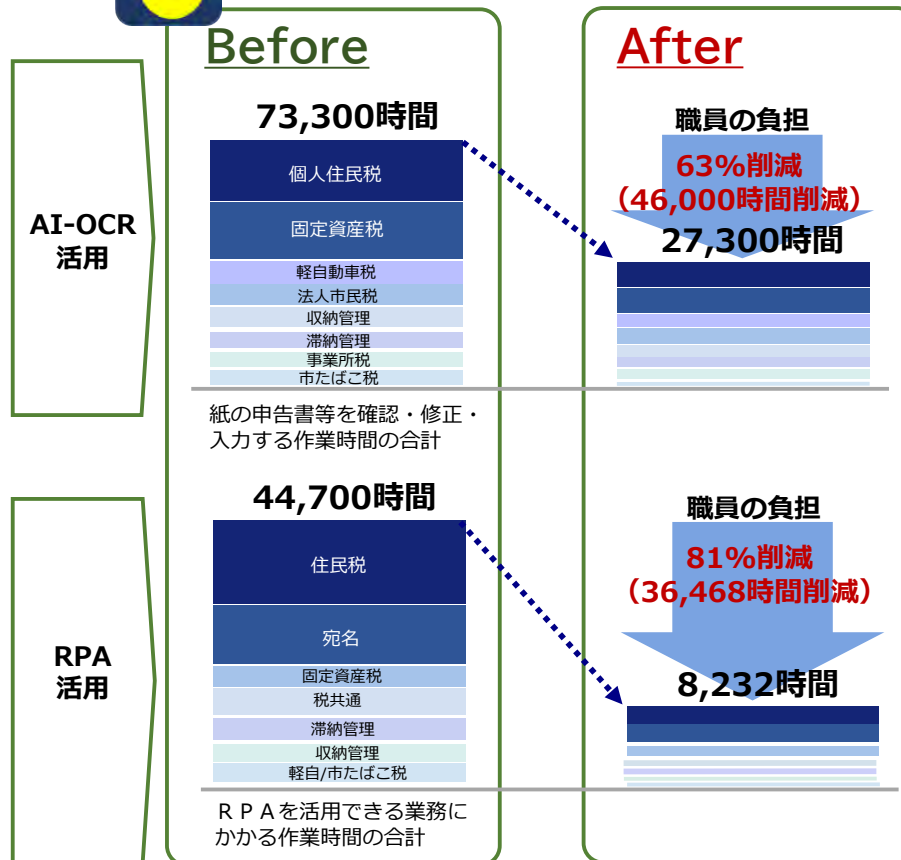 Before
After
AI-OCR
活用
73,300時間
個人住民税
固定資産税
軽自動車税
法人市民税
収納管理
滞納管理
事業所税
市たばこ税
紙の申告書等を確認・修正・
入力する作業時間の合計
職員の負担
63%削減
（46,000時間削減）
27,300時間
RPA
活用
44,700時間
住民税
宛名
固定資産税
税共通
滞納管理
収納管理
軽自/市たばこ税
ＲＰＡを活用できる業務に
かかる作業時間の合計
職員の負担
81%削減
（36,468時間削減）
8,232時間